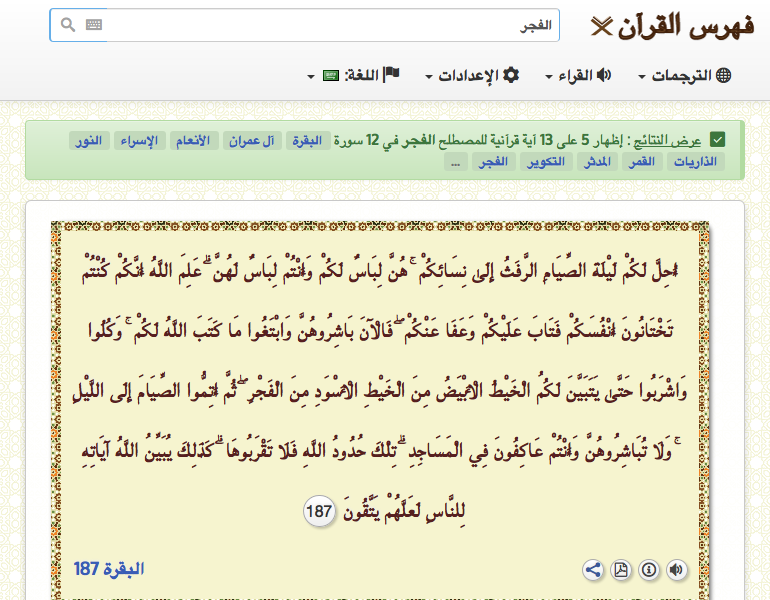 فهرس القرآن
الفجر
الترجمات
القراء
الإعدادات
اللغة:
عرض النتائج : إظهار 5 على 13 آية قرآنية للمصطلح الفجر في 12 سورة البقرة آل عمران الأنعام الإسراء النور
الذاريات القمر المدثر التكوير الفجر ...
أُحِلَّ لَكُمْ لَيْلَةَ الصِّيَامِ الرَّفَثُ إِلَىٰ نِسَائِكُمْ ۚ هُنَّ لِبَاسٌ لَكُمْ وَأَنْتُمْ لِبَاسٌ لَهُنَّ ۗ عَلِمَ اللَّهُ أَنَّكُمْ كُنْتُمْ
تَخْتَانُونَ أَنْفُسَكُمْ فَتَابَ عَلَيْكُمْ وَعَفَا عَنْكُمْ ۖ فَالْآنَ بَاشِرُوهُنَّ وَابْتَغُوا مَا كَتَبَ اللَّهُ لَكُمْ ۚ وَكُلُوا
وَاشْرَبُوا حَتَّىٰ يَتَبَيَّنَ لَكُمُ الْخَيْطُ الْأَبْيَضُ مِنَ الْخَيْطِ الْأَسْوَدِ مِنَ الْفَجْرِ ۖ ثُمَّ أَتِمُّوا الصِّيَامَ إِلَى اللَّيْلِ
ۚ وَلَا تُبَاشِرُوهُنَّ وَأَنْتُمْ عَاكِفُونَ فِي الْمَسَاجِدِ ۗ تِلْكَ حُدُودُ اللَّهِ فَلَا تَقْرَبُوهَا ۗ كَذَٰلِكَ يُبَيِّنُ اللَّهُ آيَاتِهِ
لِلنَّاسِ لَعَلَّهُمْ يَتَّقُونَ 187
البقرة 187